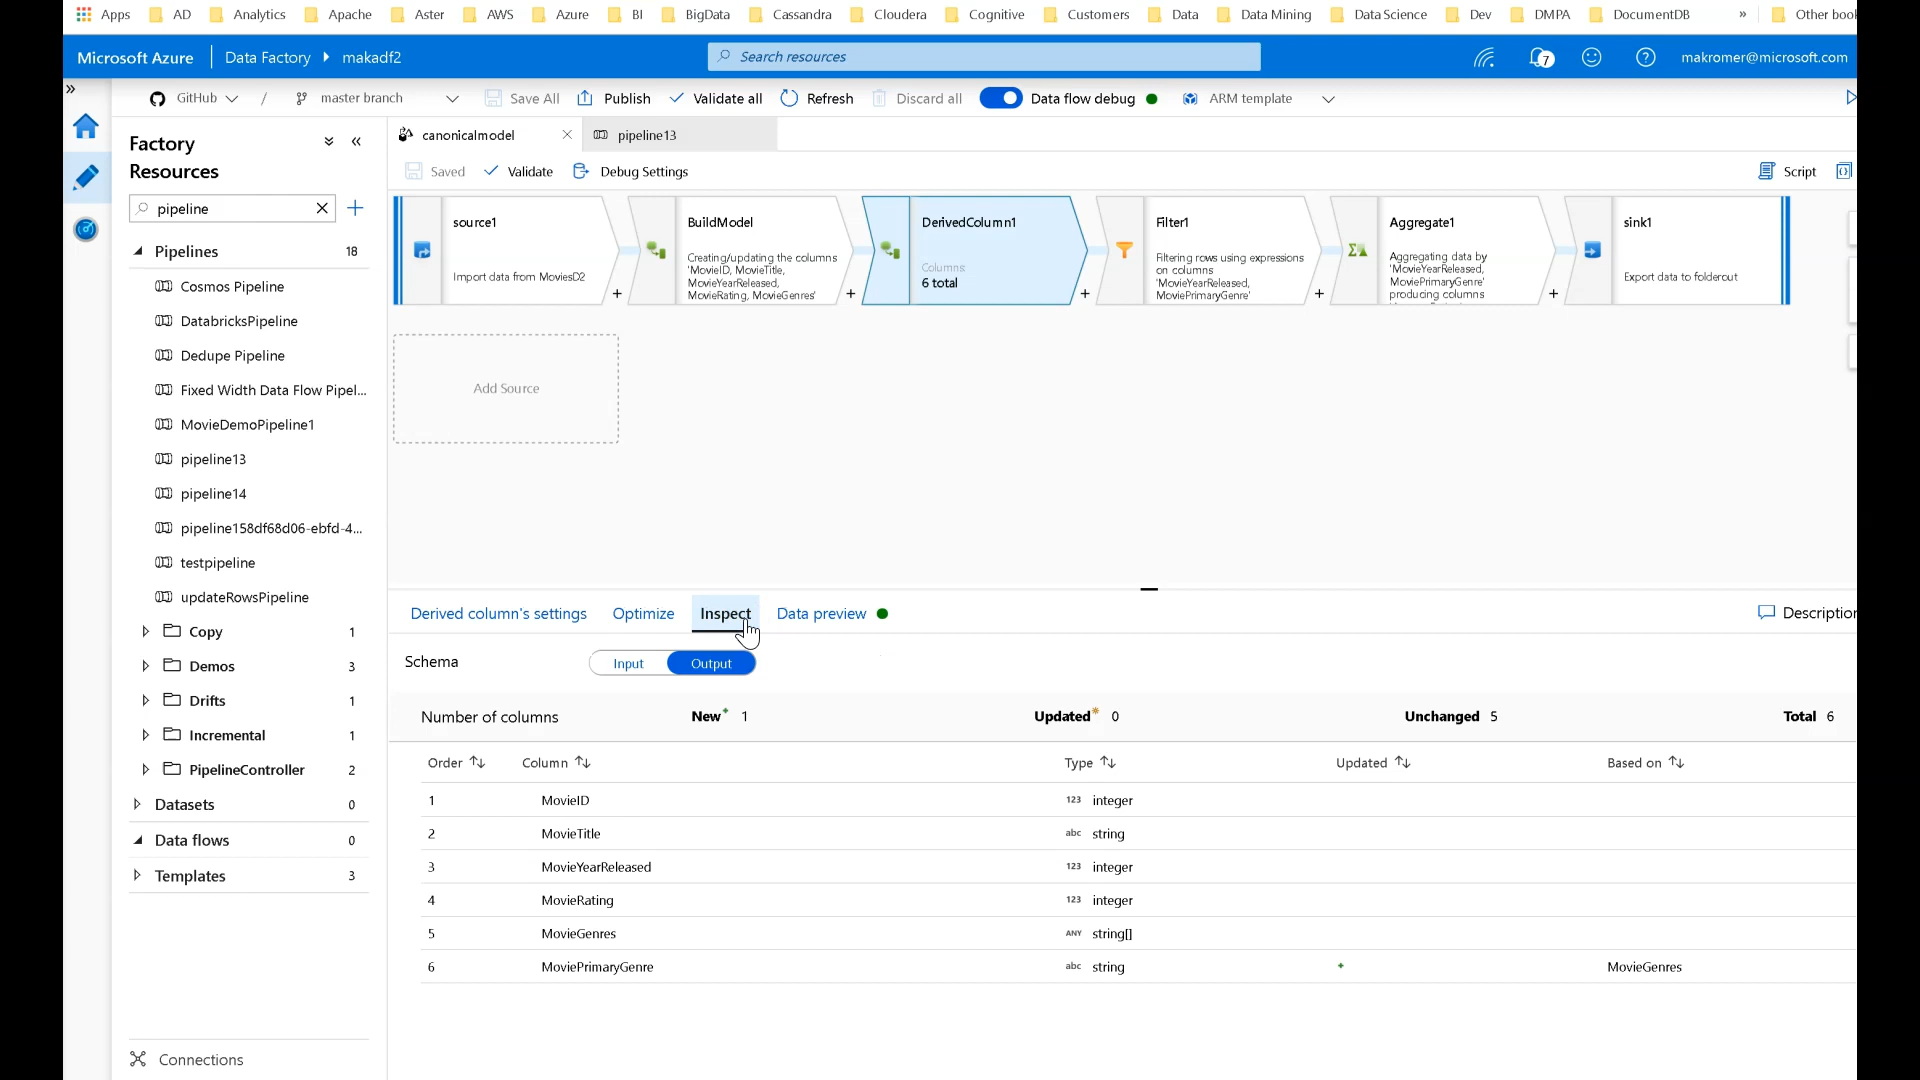 Apps AD Analytics Apache Aster AWS Azure BI BigData Cassandra Cloudera Cognitive Customers Data Data Mining Data Science Dev DMPA DocumentDB » Other book
Microsoft Azure Data Factory makadf2 Search resources 7 makromer@microsoft.com
» GitHub / master branch Save All Publish Validate all Refresh Discard all Data flow debug ARM template
Factory
Resources
pipeline
Pipelines 18
Cosmos Pipeline
DatabricksPipeline
Dedupe Pipeline
Fixed Width Data Flow Pipel...
MovieDemoPipeline1
pipeline13
pipeline14
pipeline158df68d06-ebfd-4...
testpipeline
updateRowsPipeline
Copy 1
Demos 3
Drifts 1
Incremental 1
PipelineController 2
Datasets 0
Data flows 0
Templates 3
Connections
canonicalmodel pipeline13
Saved Validate Debug Settings Script
source1
Import data from MoviesD2
+
BuildModel
Creating/updating the columns
'MovieID, MovieTitle,
MovieYearReleased,
MovieRating, MovieGenres'
+
DerivedColumn1
Columns:
6 total
+
Filter1
Filtering rows using expressions
on columns
'MovieYearReleased,
MoviePrimaryGenre'
+
Aggregate1
Aggregating data by
'MovieYearReleased,
MoviePrimaryGenre'
producing columns
+
sink1
Export data to folderout
Add Source
Derived column's settings Optimize Inspect Data preview Description
Schema Input Output
Number of columns New+ 1 Updated* 0 Unchanged 5 Total 6
Order Column Type Updated Based on
1 MovieID 123 integer
2 MovieTitle abc string
3 MovieYearReleased 123 integer
4 MovieRating 123 integer
5 MovieGenres ANY string[]
6 MoviePrimaryGenre abc string + MovieGenres